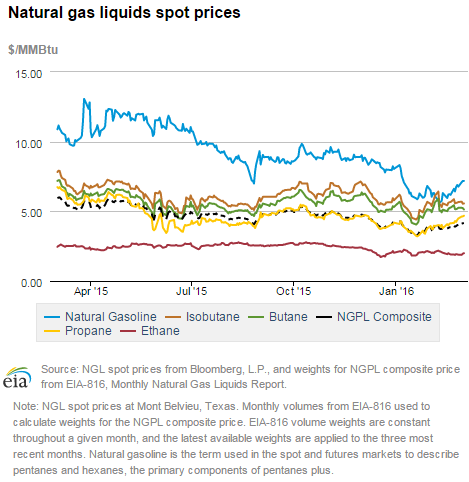 Natural gas liquids spot prices
$/MMBtu
15.00
10.00
5.00
0.00
Apr '15 Jul '15 Oct '15 Jan '16
Natural Gasoline Isobutane Butane NGPL Composite
Propane Ethane
eia
Source: NGL spot prices from Bloomberg, L.P., and weights for NGPL composite price
from EIA-816, Monthly Natural Gas Liquids Report.
Note: NGL spot prices at Mont Belvieu, Texas. Monthly volumes from EIA-816 used to
calculate weights for the NGPL composite price. EIA-816 volume weights are constant
throughout a given month, and the latest available weights are applied to the three most
recent months. Natural gasoline is the term used in the spot and futures markets to describe
pentanes and hexanes, the primary components of pentanes plus.